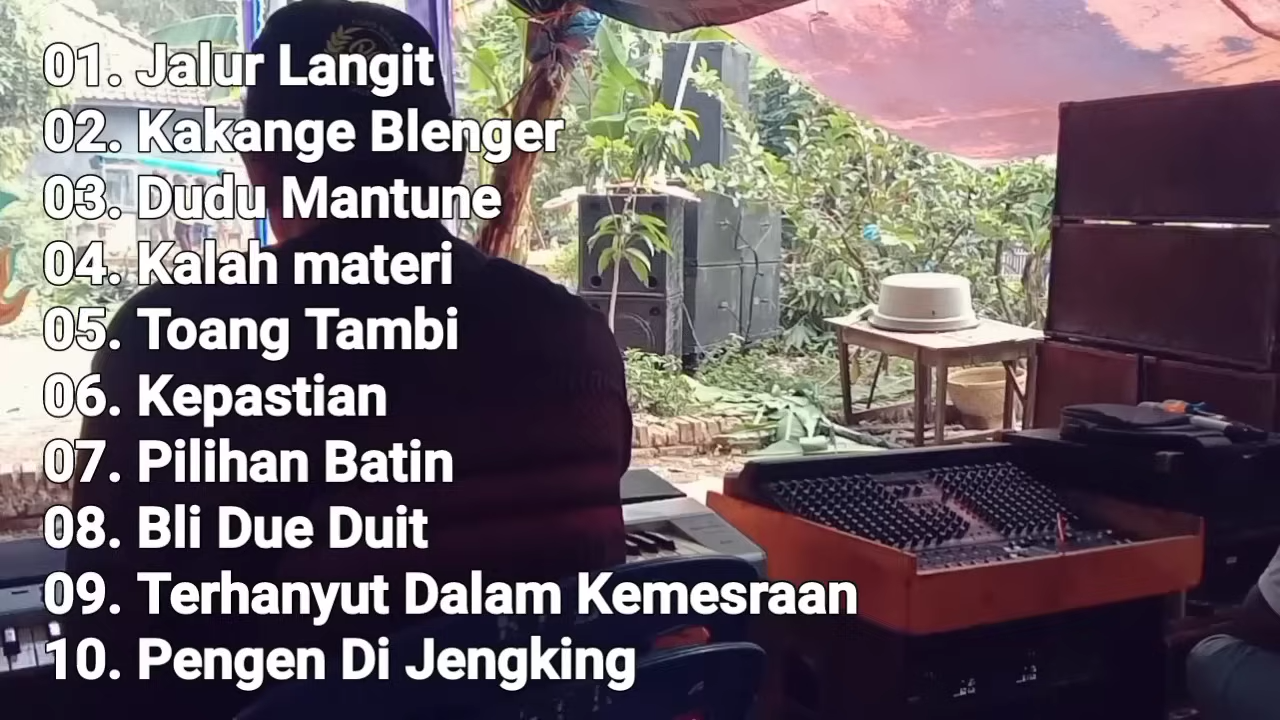 01. Jalur Langit
02. Kakange Blenger
03. Dudu Mantune
04. Kalah materi
05. Toang Tambi
06. Kepastian
07. Pilihan Batin
08. Bli Due Duit
09. Terhanyut Dalam Kemesraan
10. Pengen Di Jengking